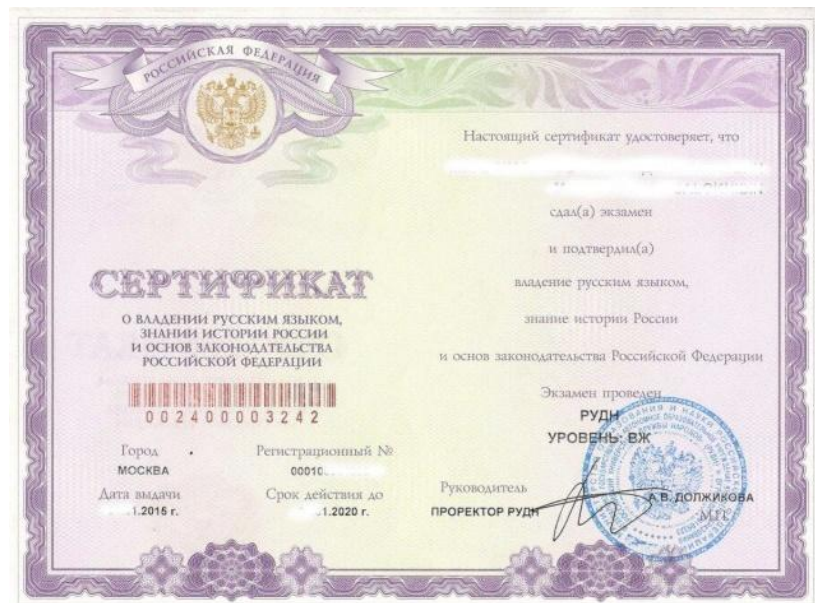 РОССИЙСКАЯ ФЕДЕРАЦИЯ
СЕРТИФИКАТ
О ВЛАДЕНИИ РУССКИМ ЯЗЫКОМ,
ЗНАНИИ ИСТОРИИ РОССИИ
И ОСНОВ ЗАКОНОДАТЕЛЬСТВА
РОССИЙСКОЙ ФЕДЕРАЦИИ
002400003242
Город Регистрационный №
МОСКВА 00010
Дата выдачи Срок действия до
.1.2015 г. .1.2020 г.
Настоящий сертификат удостоверяет, что
сдал(а) экзамен
и подтвердил(а)
владение русским языком,
знание истории России
и основ законодательства Российской Федерации
Экзамен проведен
РУДН
УРОВЕНЬ: ВЖ
Руководитель
ПРОРЕКТОР РУДН А.В. ДОЛЖИКОВА
М.П.